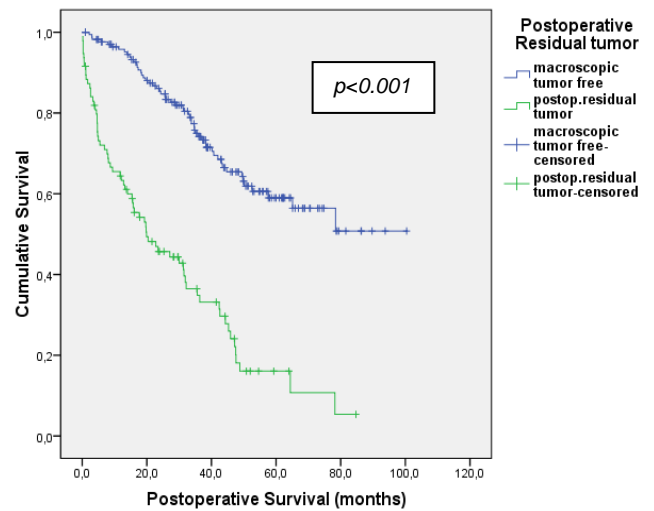 Postoperative
Residual tumor
macroscopic
tumor free
postop.residual
tumor
macroscopic
tumor free-
censored
postop.residual
tumor-censored
p<0.001
Cumulative Survival
1,0
0,8
0,6
0,4
0,2
0,0
0,0 20,0 40,0 60,0 80,0 100,0 120,0
Postoperative Survival (months)